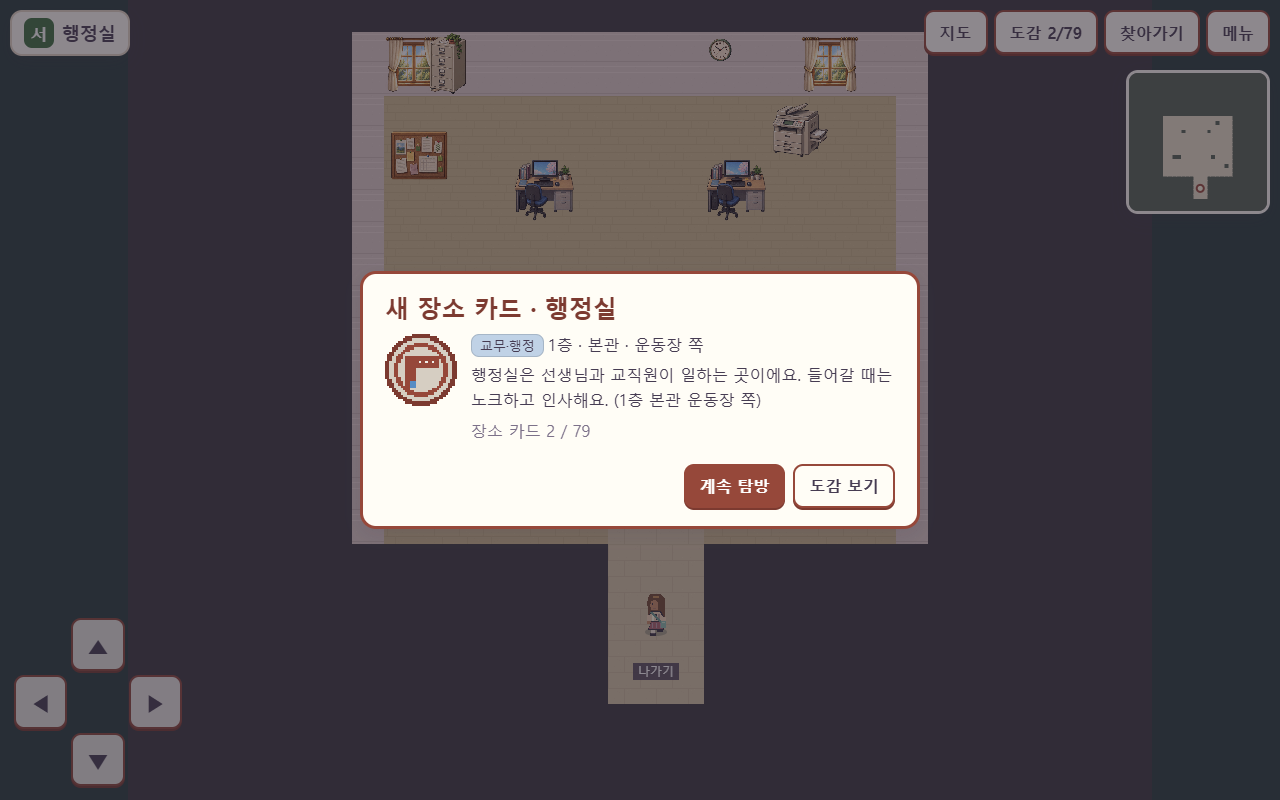 서 행정실
지도
도감 2/79
찾아가기
메뉴
새 장소 카드 · 행정실
교무·행정 1층 · 본관 · 운동장 쪽
행정실은 선생님과 교직원이 일하는 곳이에요. 들어갈 때는
노크하고 인사해요. (1층 본관 운동장 쪽)
장소 카드 2 / 79
계속 탐방
도감 보기
나가기